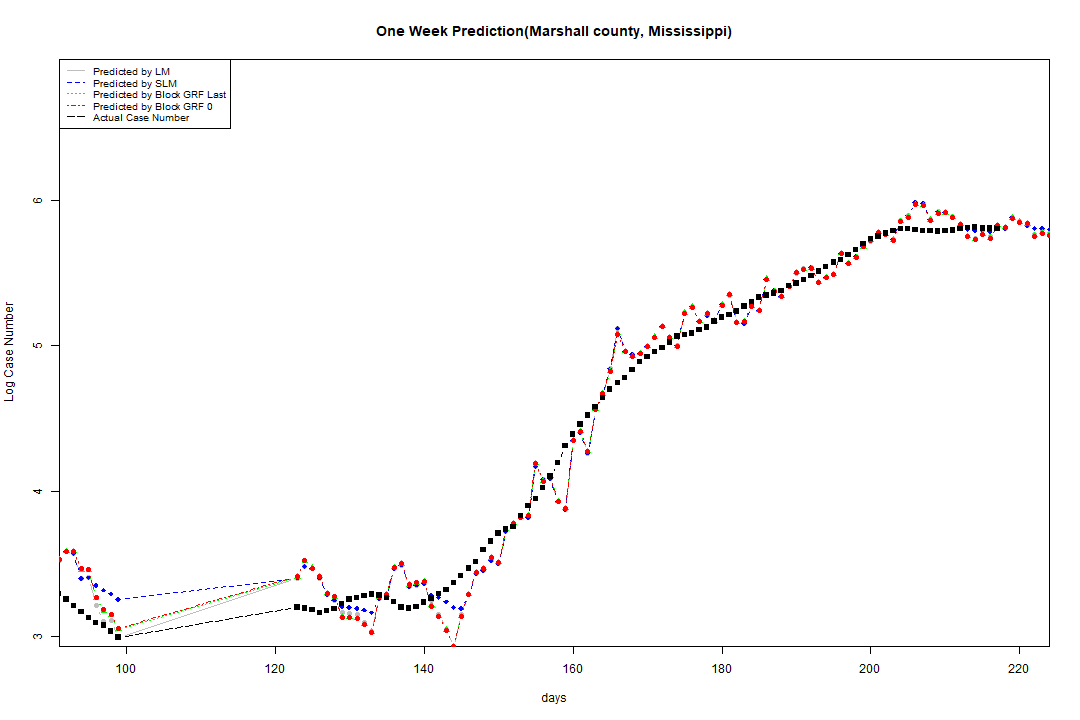 One Week Prediction(Marshall county, Mississippi)
Predicted by LM
Predicted by SLM
Predicted by Block GRF Last
Predicted by Block GRF 0
Actual Case Number
6
5
4
3
Log Case Number
100 120 140 160 180 200 220
days